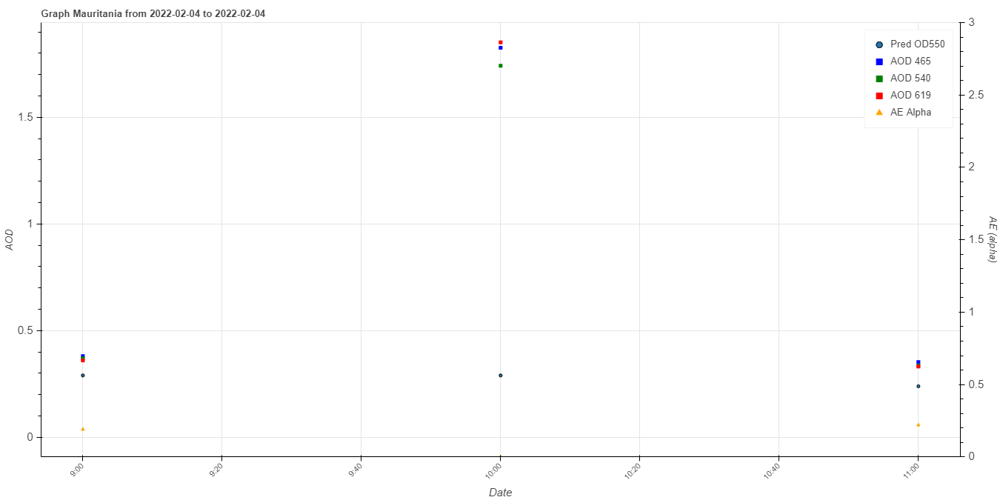 Graph Mauritania from 2022-02-04 to 2022-02-04
Pred OD550
AOD 465
AOD 540
AOD 619
AE Alpha
AOD
1.5
1
0.5
0
3
2.5
2
1.5
1
0.5
0
AE (alpha)
9:00
9:20
9:40
10:00
10:20
10:40
11:00
Date